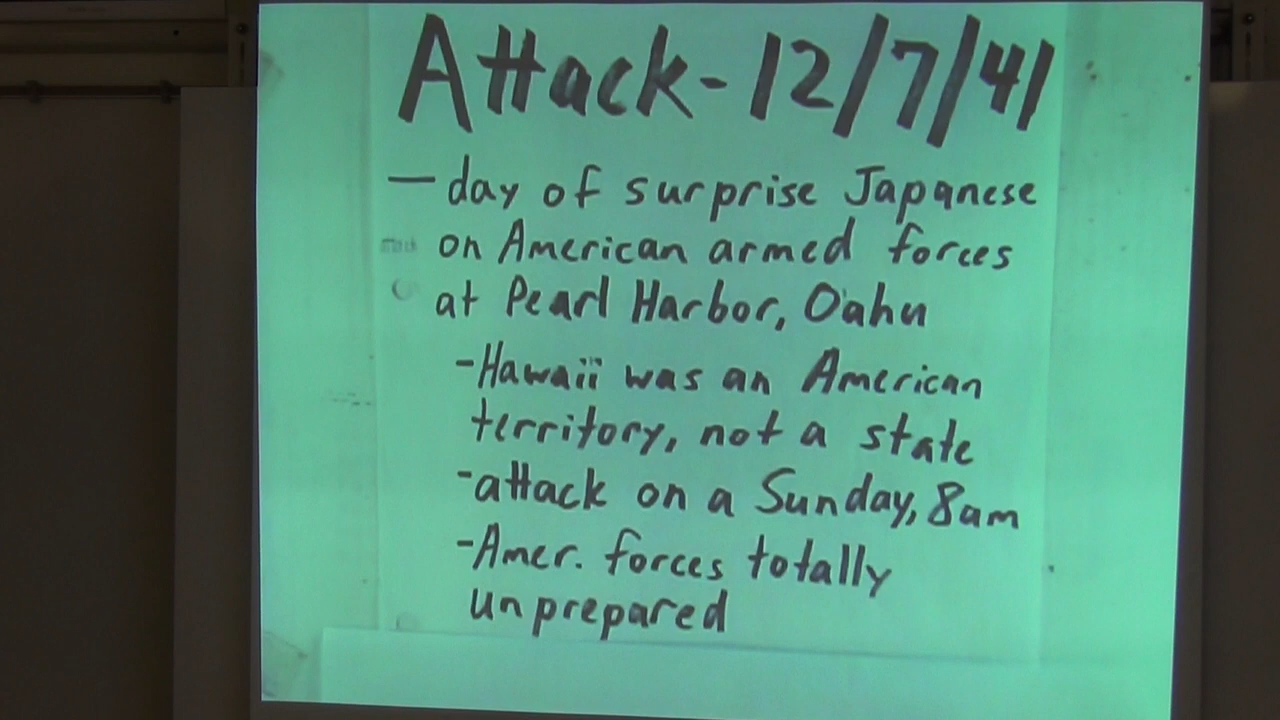 Attack - 12/7/41
— day of surprise Japanese
on American armed forces
at Pearl Harbor, O'ahu
- Hawaii was an American
territory, not a state
- attack on a Sunday, 8am
- Amer. forces totally
unprepared